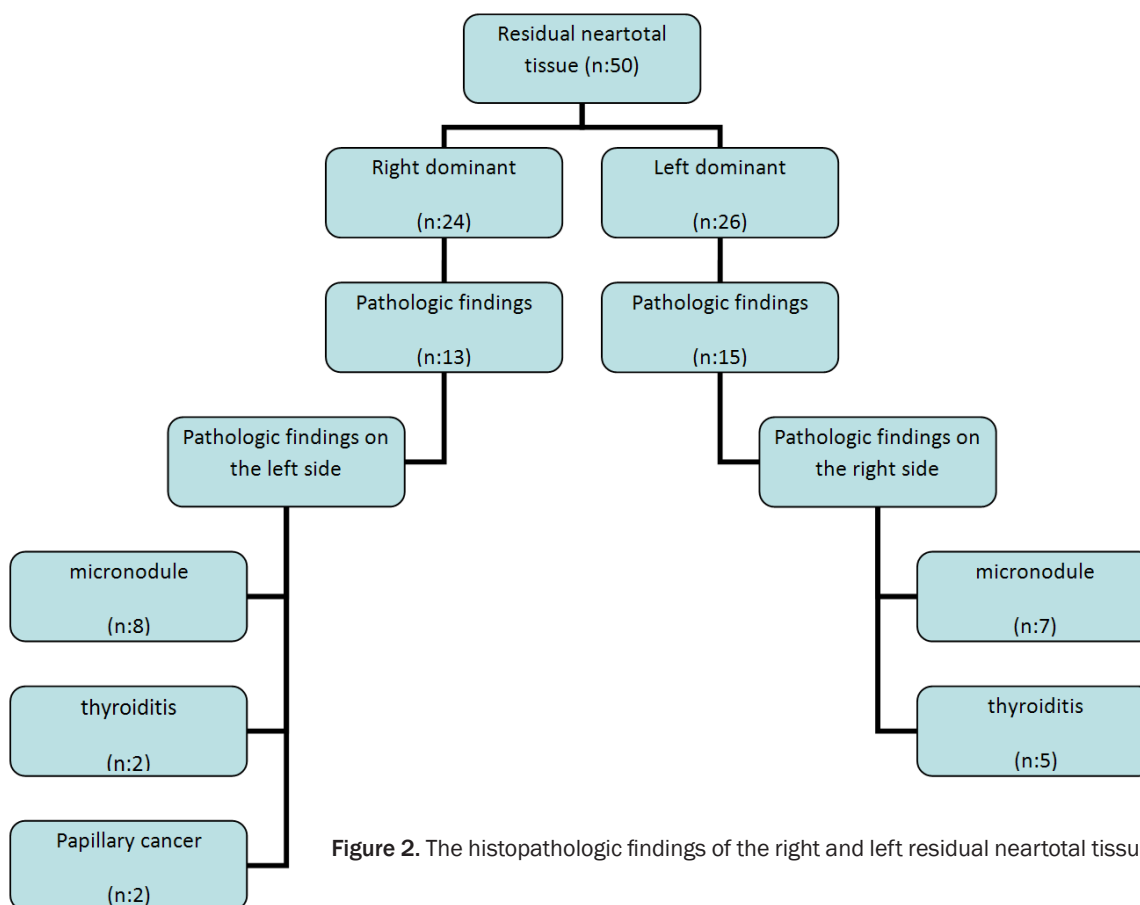 Residual neartotal
tissue (n:50)
Right dominant
(n:24)
Left dominant
(n:26)
Pathologic findings
(n:13)
Pathologic findings
(n:15)
Pathologic findings on
the left side
Pathologic findings on
the right side
micronodule
(n:8)
micronodule
(n:7)
thyroiditis
(n:2)
thyroiditis
(n:5)
Papillary cancer
(n:2)
Figure 2. The histopathologic findings of the right and left residual neartotal tissu